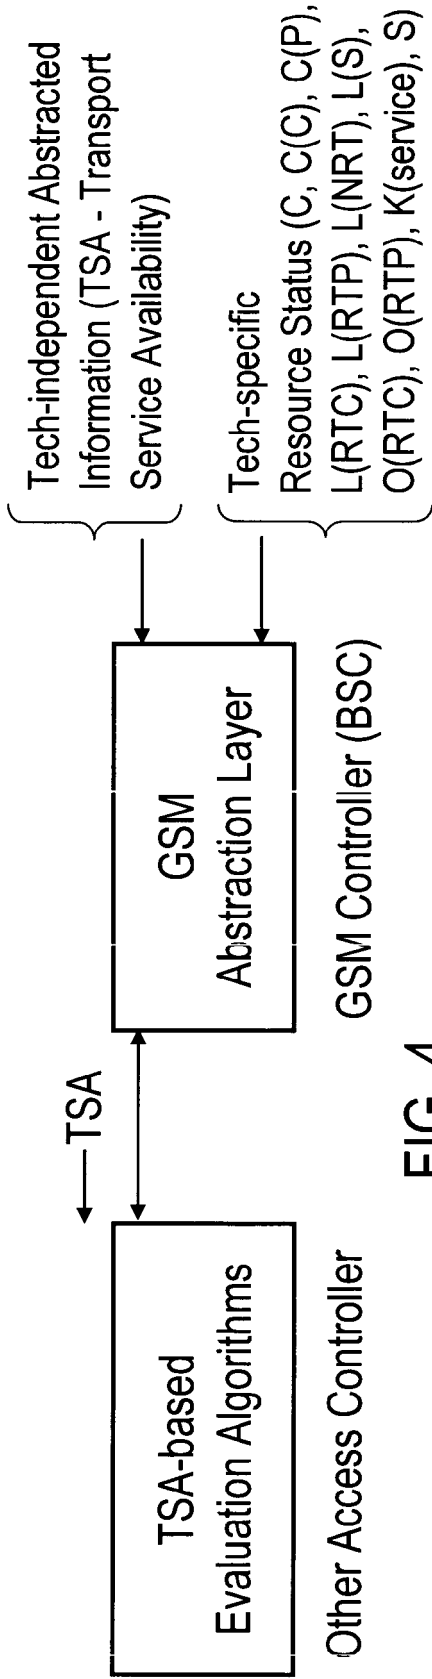 Tech-independent Abstracted
Information (TSA - Transport
Service Availability)
Tech-specific
Resource Status (C, C(C), C(P),
L(RTC), L(RTP), L(NRT), L(S),
O(RTC), O(RTP), K(service), S)
GSM
Abstraction Layer
GSM Controller (BSC)
TSA
TSA-based
Evaluation Algorithms
Other Access Controller
FIG. 4